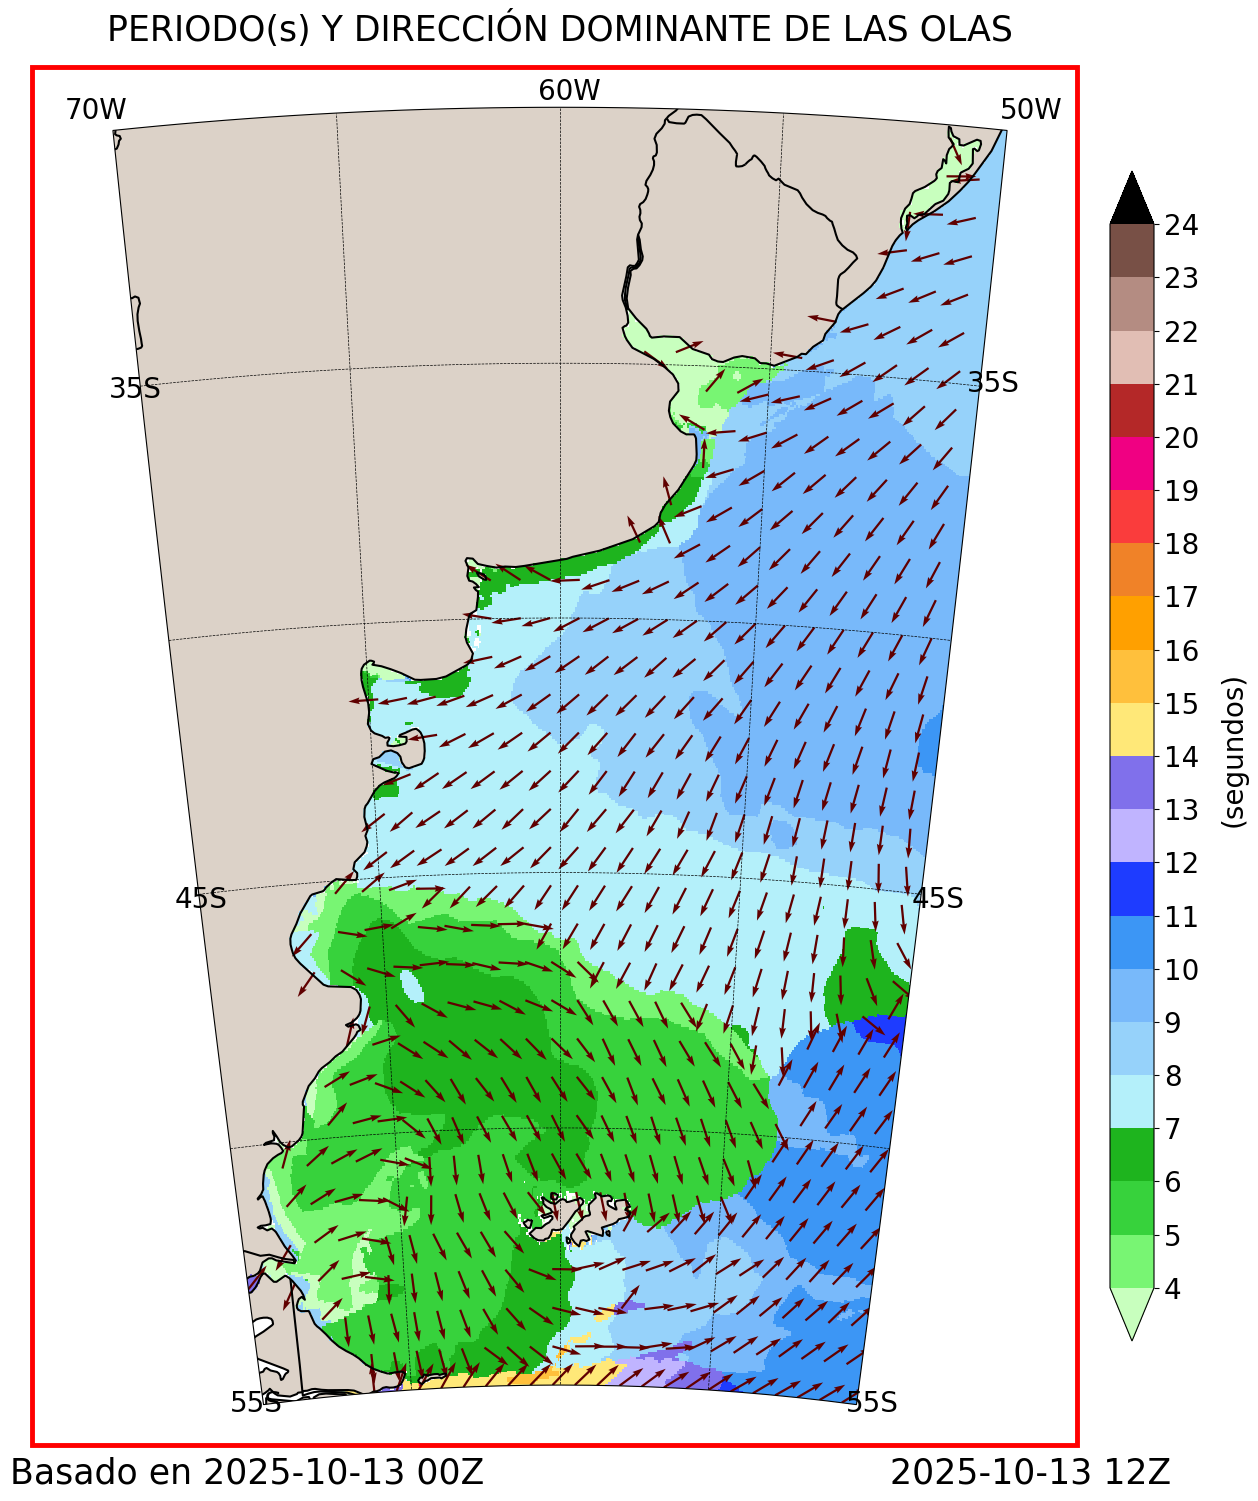 PERIODO(s) Y DIRECCIÓN DOMINANTE DE LAS OLAS
70W
60W
50W
35S
35S
45S
45S
55S
55S
24
23
22
21
20
19
18
17
16
15
14
13
12
11
10
9
8
7
6
5
4
(segundos)
Basado en 2025-10-13 00Z
2025-10-13 12Z